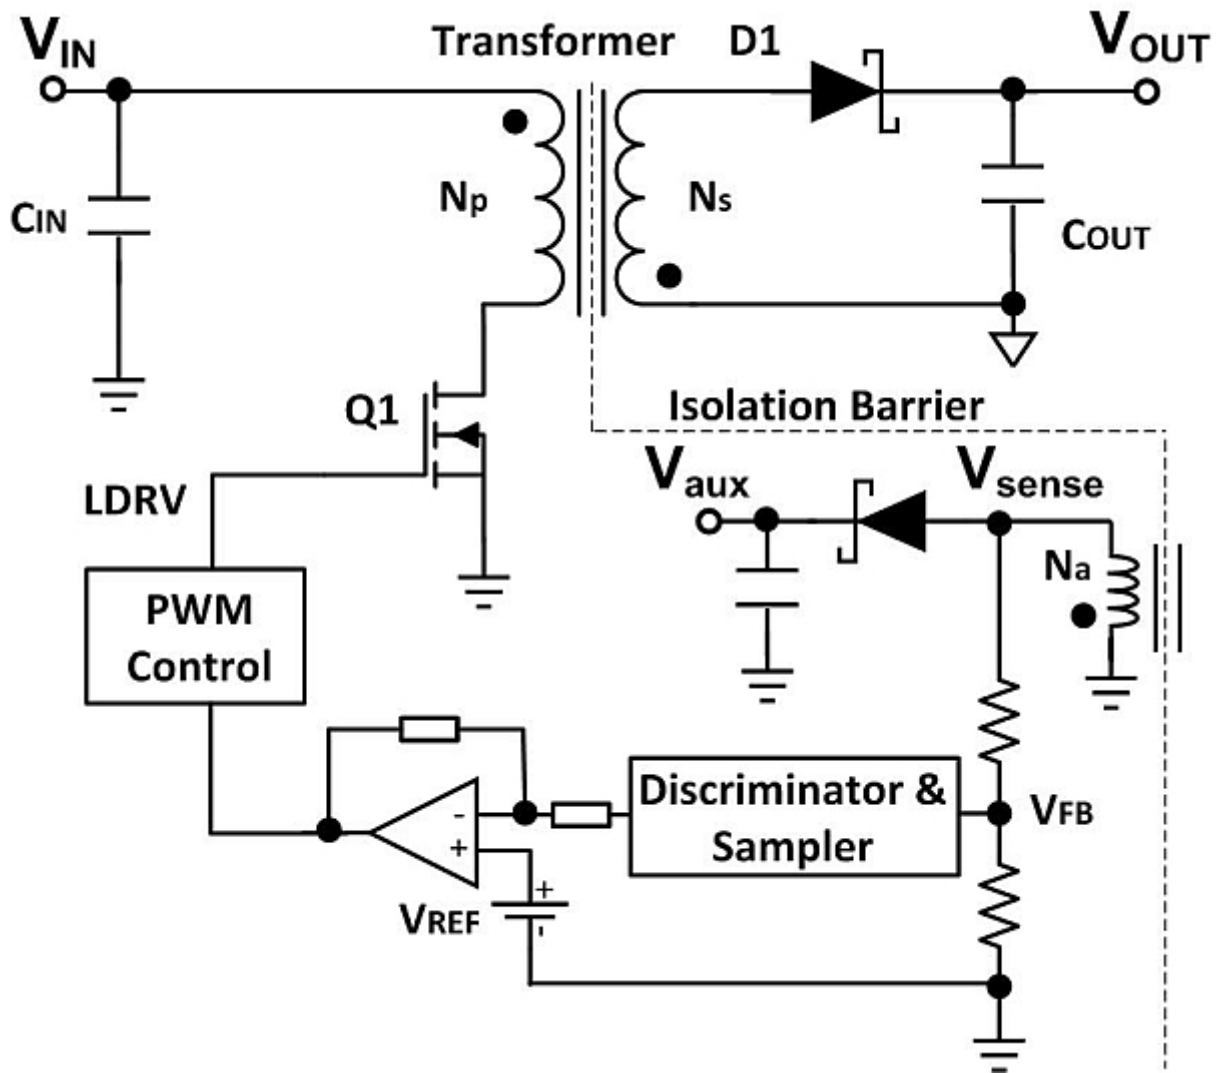 VIN
Transformer
D1
VOUT
CIN
Np
Ns
COUT
Q1
Isolation Barrier
LDRV
Vaux
Vsense
Na
PWM
Control
Discriminator &
Sampler
VFB
-
+
VREF
+
-